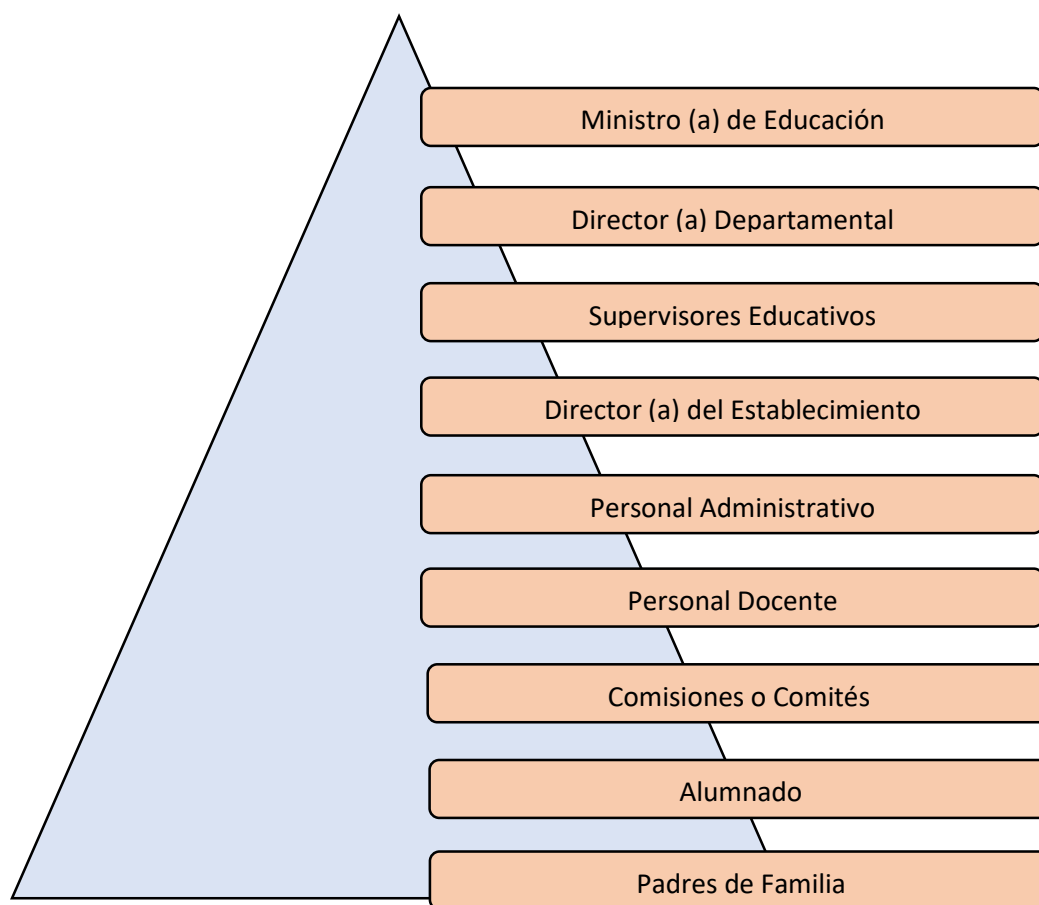 Ministro (a) de Educación
Director (a) Departamental
Supervisores Educativos
Director (a) del Establecimiento
Personal Administrativo
Personal Docente
Comisiones o Comités
Alumnado
Padres de Familia